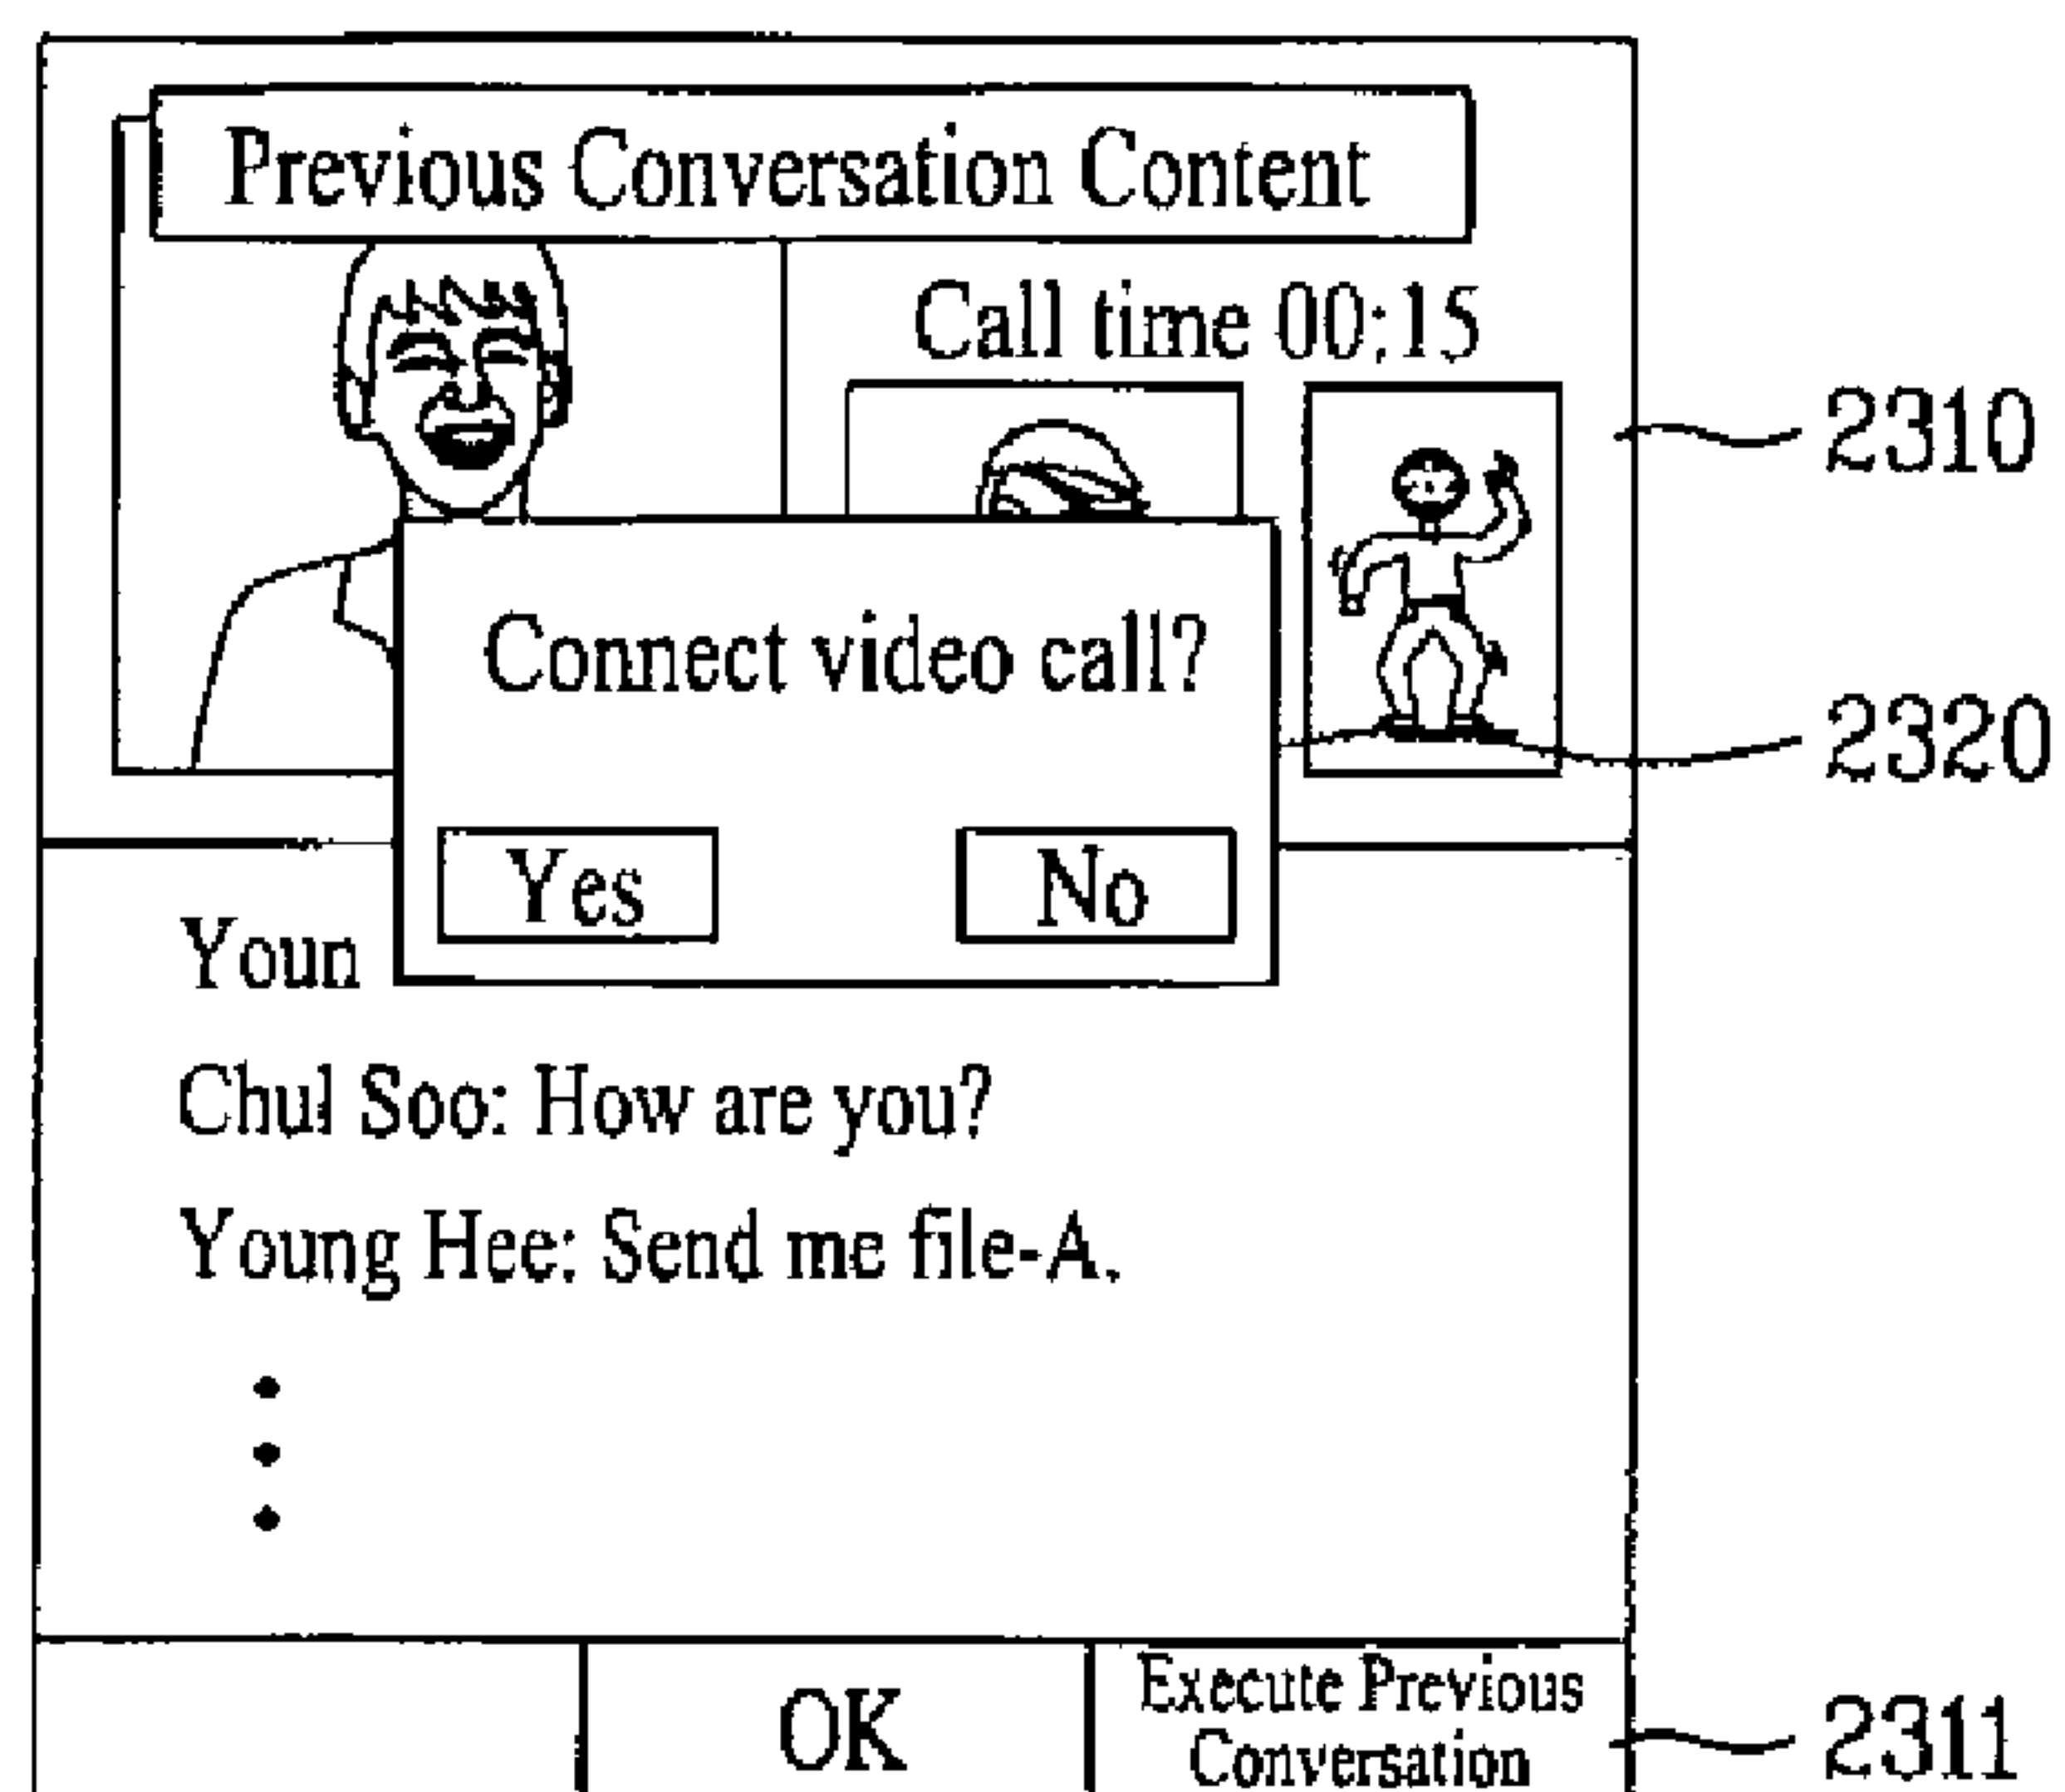 Previous Conversation Content
Call time 00:15
2310
Connect video call?
2320
Yes No
Youn
Chul Soo: How are you?
Young Hee: Send me file-A.
OK
Execute Previous
Conversation
2311